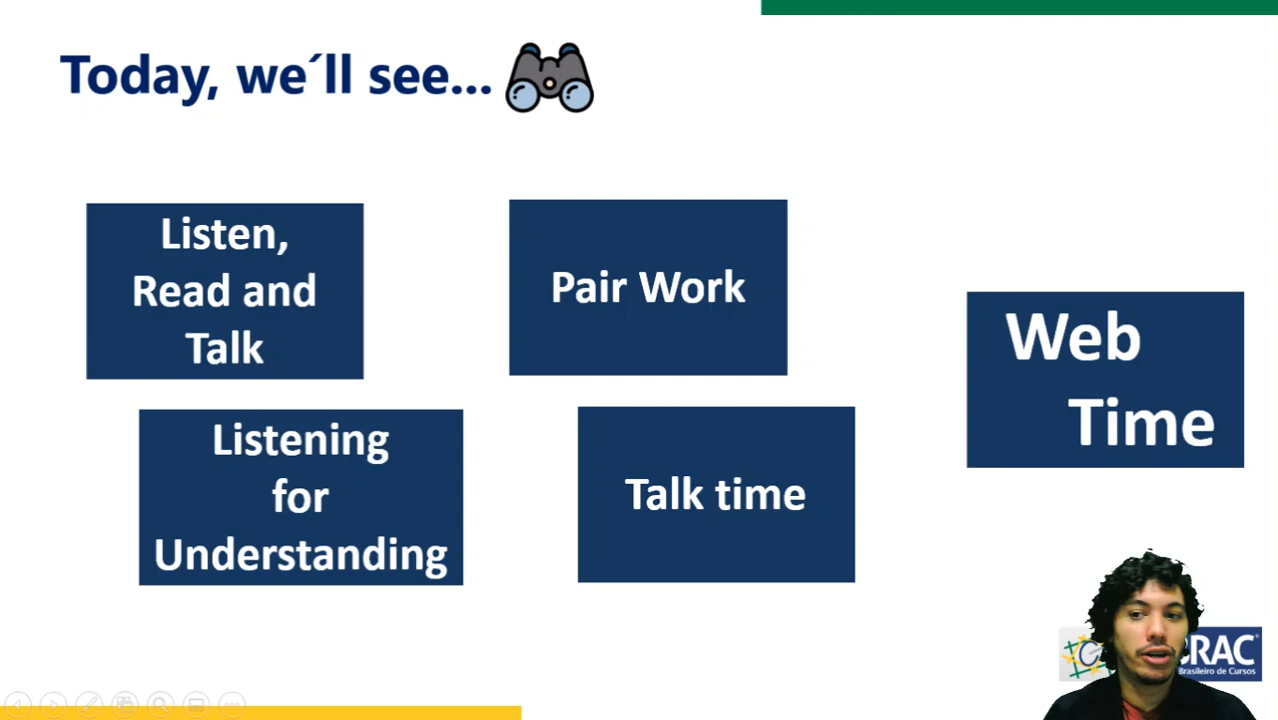 Today, we´ll see...
Listen,
Read and
Talk
Pair Work
Web
Time
Listening
for
Understanding
Talk time
CRAC
Brasileiro de Cursos